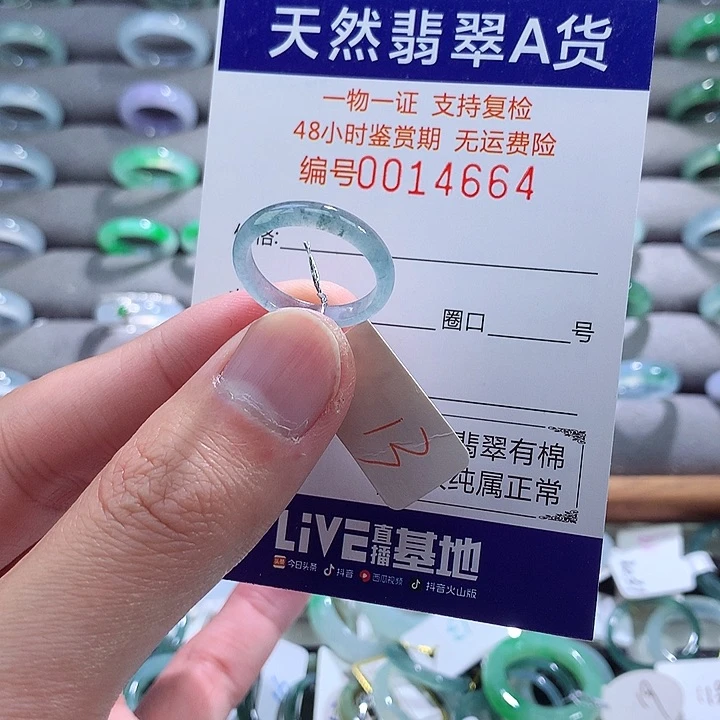 天然翡翠A货
一物一证 支持复检
48小时鉴赏期 无运费险
编号0014664
格:
圈口 号
13
翡翠有棉
纯属正常
LiVE直播基地
今日头条 抖音 西瓜视频 抖音火山版